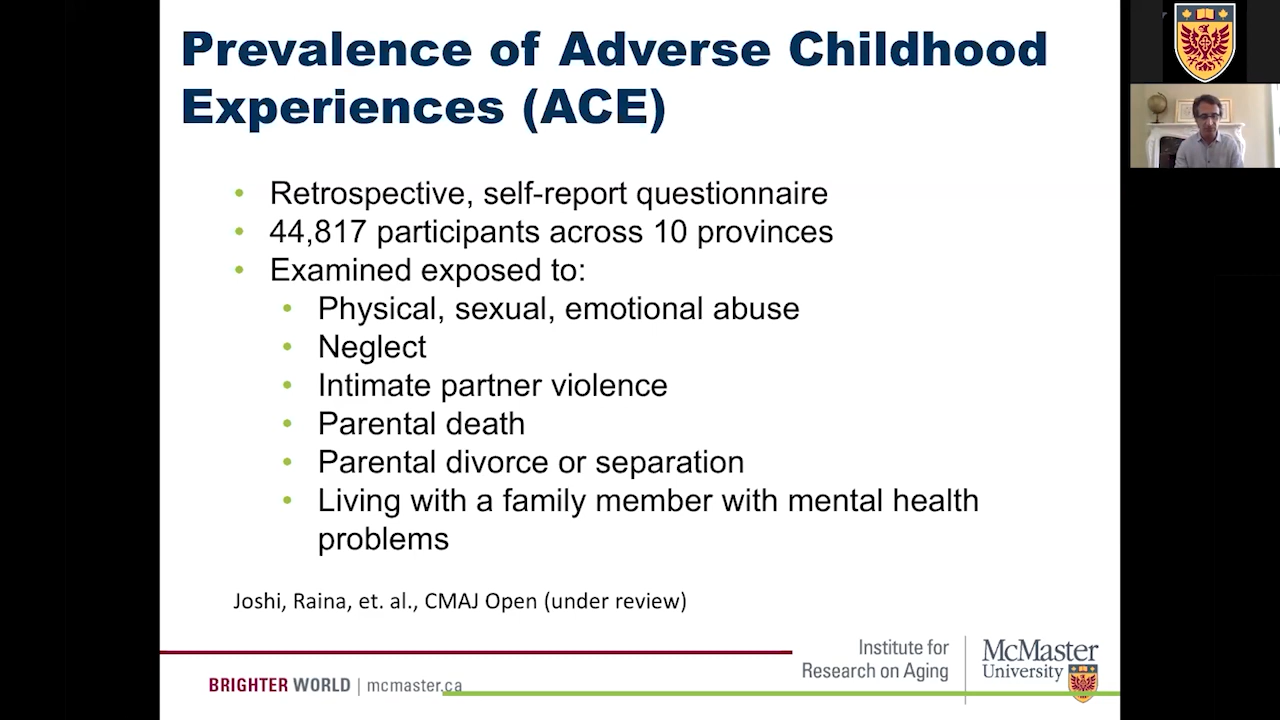 Prevalence of Adverse Childhood
Experiences (ACE)
• Retrospective, self-report questionnaire
• 44,817 participants across 10 provinces
• Examined exposed to:
• Physical, sexual, emotional abuse
• Neglect
• Intimate partner violence
• Parental death
• Parental divorce or separation
• Living with a family member with mental health
problems
Joshi, Raina, et. al., CMAJ Open (under review)
BRIGHTER WORLD | mcmaster.ca
Institute for
Research on Aging
McMaster
University